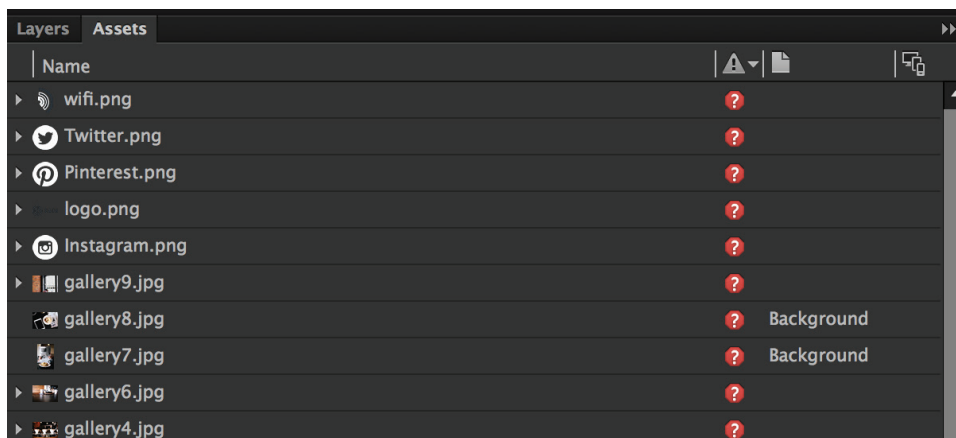 Layers Assets
Name
wifi.png
Twitter.png
Pinterest.png
logo.png
Instagram.png
gallery9.jpg
gallery8.jpg Background
gallery7.jpg Background
gallery6.jpg
gallery4.jpg